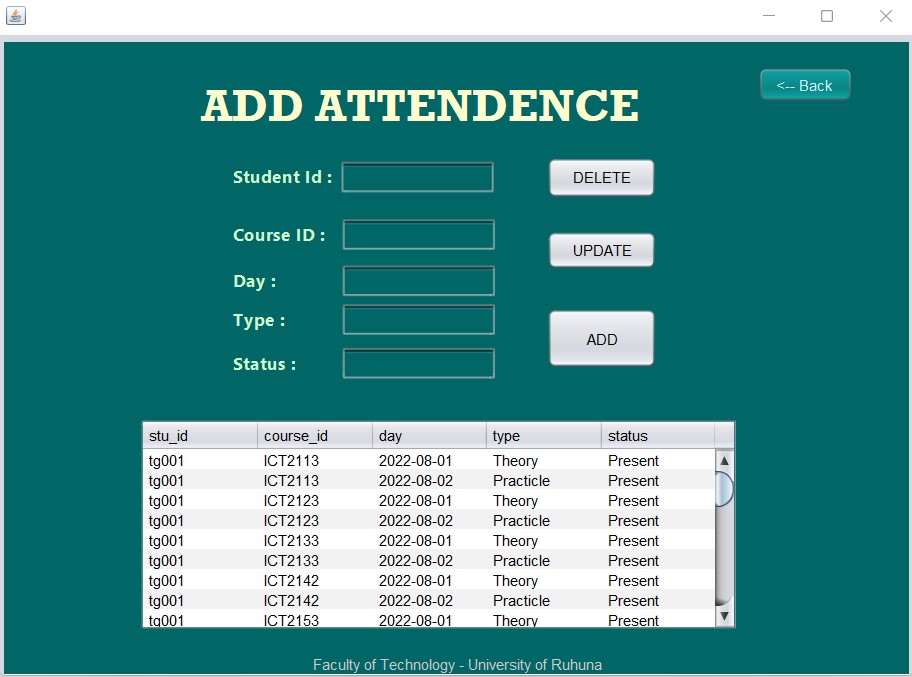 ADD ATTENDENCE
<-- Back
Student Id :
DELETE
Course ID :
UPDATE
Day :
Type :
ADD
Status :
stu_id course_id day type status
tg001 ICT2113 2022-08-01 Theory Present
tg001 ICT2113 2022-08-02 Practicle Present
tg001 ICT2123 2022-08-01 Theory Present
tg001 ICT2123 2022-08-02 Practicle Present
tg001 ICT2133 2022-08-01 Theory Present
tg001 ICT2133 2022-08-02 Practicle Present
tg001 ICT2142 2022-08-01 Theory Present
tg001 ICT2142 2022-08-02 Practicle Present
tg001 ICT2153 2022-08-01 Theory Present
Faculty of Technology - University of Ruhuna